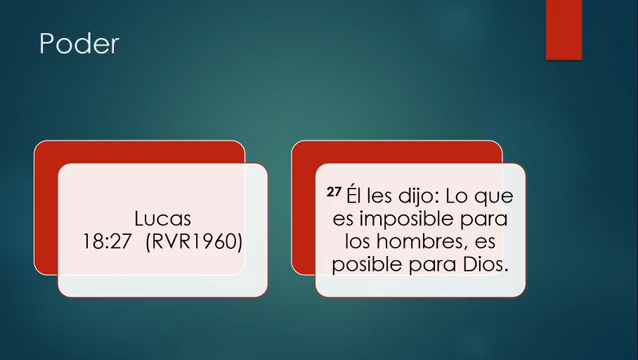 Poder
Lucas
18:27 (RVR1960)
27 Él les dijo: Lo que
es imposible para
los hombres, es
posible para Dios.